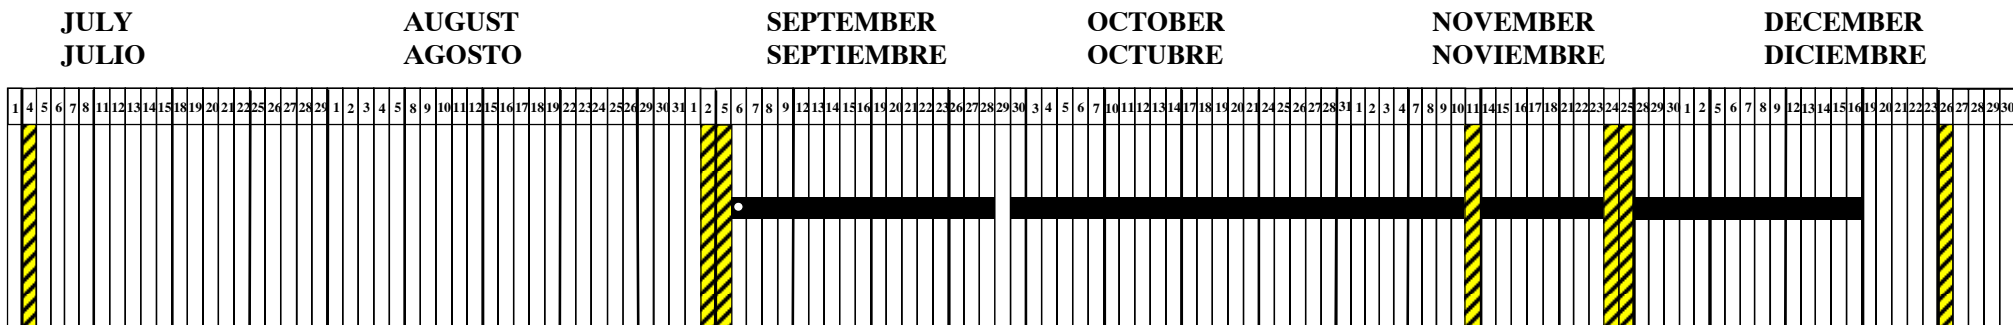 JULY AUGUST SEPTEMBER OCTOBER NOVEMBER DECEMBER
JULIO AGOSTO SEPTIEMBRE OCTUBRE NOVIEMBRE DICIEMBRE
1 4 5 6 7 8 11 12 13 14 15 18 19 20 21 22 25 26 27 28 29 1 2 3 4 5 8 9 10 11 12 15 16 17 18 19 22 23 24 25 26 29 30 31 1 2 5 6 7 8 9 12 13 14 15 16 19 20 21 22 23 26 27 28 29 30 3 4 5 6 7 10 11 12 13 14 17 18 19 20 21 24 25 26 27 28 31 1 2 3 4 7 8 9 10 11 14 15 16 17 18 21 22 23 24 25 28 29 30 1 2 5 6 7 8 9 12 13 14 15 16 19 20 21 22 23 26 27 28 29 30